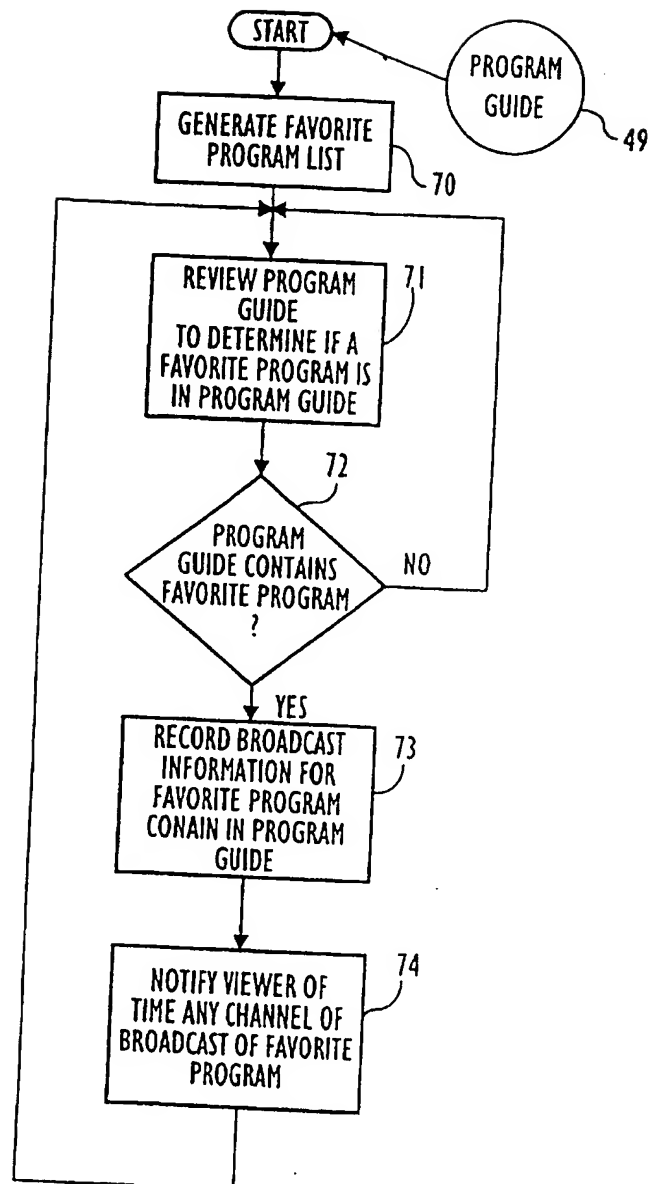 START
PROGRAM
GUIDE
49
GENERATE FAVORITE
PROGRAM LIST
70
REVIEW PROGRAM
GUIDE
TO DETERMINE IF A
FAVORITE PROGRAM IS
IN PROGRAM GUIDE
71
72
PROGRAM
GUIDE CONTAINS
FAVORITE PROGRAM
?
NO
YES
RECORD BROADCAST
INFORMATION FOR
FAVORITE PROGRAM
CONAIN IN PROGRAM
GUIDE
73
NOTIFY VIEWER OF
TIME ANY CHANNEL OF
BROADCAST OF FAVORITE
PROGRAM
74